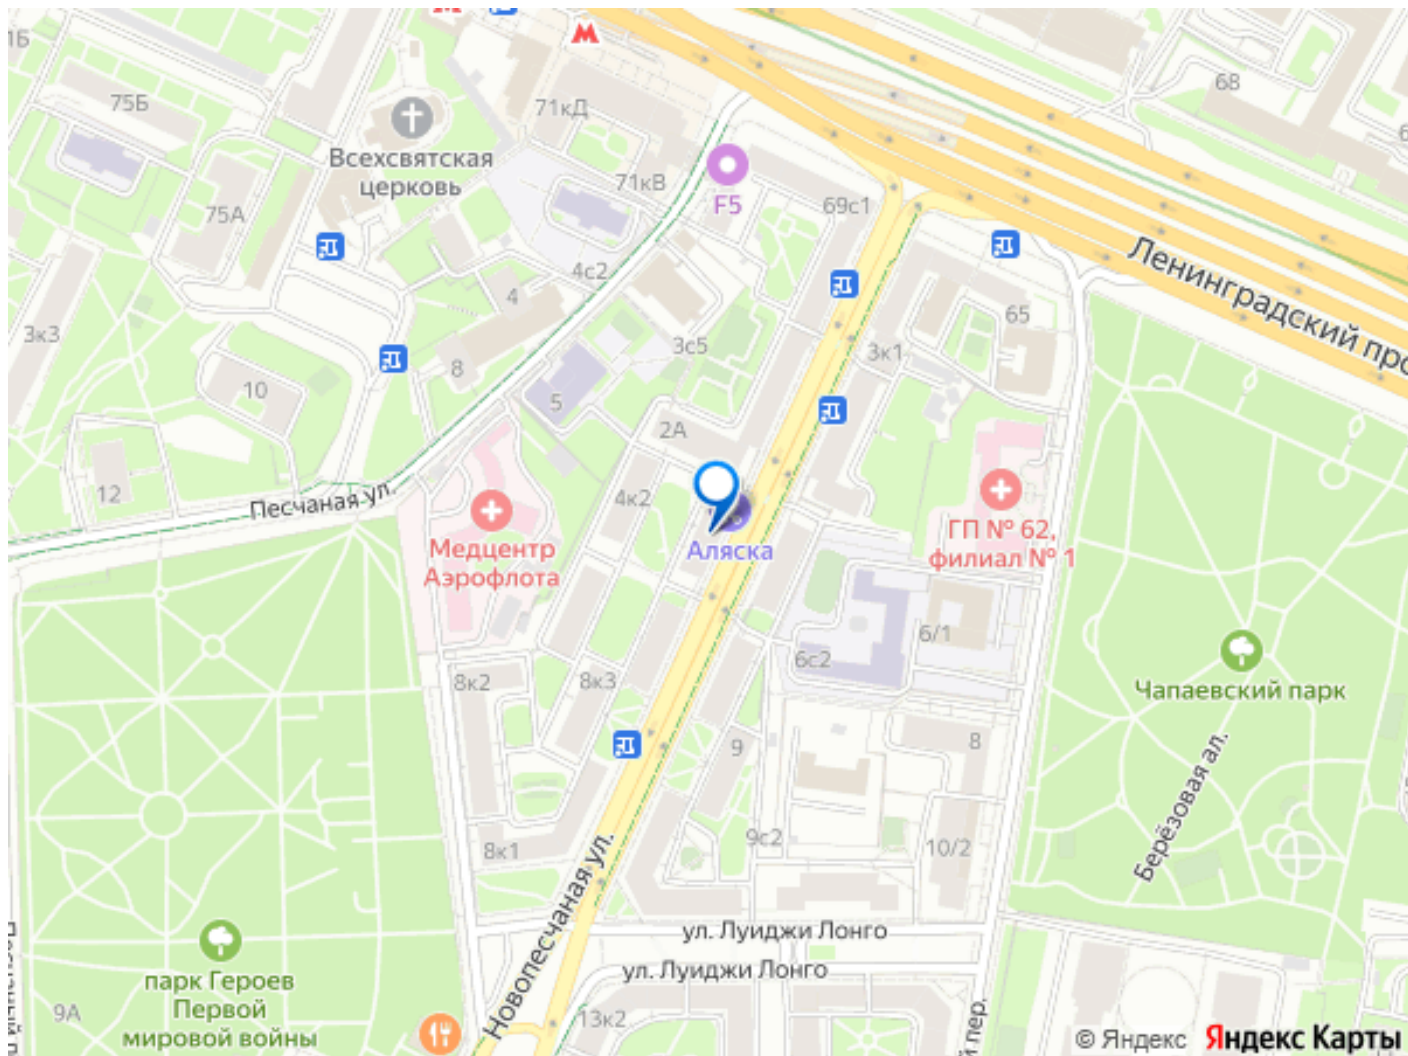 1Б
75Б
Всехсвятская
церковь
71кД
71кВ
F5
69с1
68
Ленинградский про
75А
4с2
4
3с5
65
3к1
3к3
8
10
5
2А
12
Песчаная ул.
4к2
Медцентр
Аэрофлота
Аляска
ГП № 62,
филиал № 1
6/1
6с2
8к2
8к3
Чапаевский парк
9
8
Берёзовая ал.
9с2
10/2
8к1
Новопесчаная ул.
ул. Луиджи Лонго
ул. Луиджи Лонго
парк Героев
Первой
мировой войны
9А
13к2
й пер.
© Яндекс Яндекс Карты